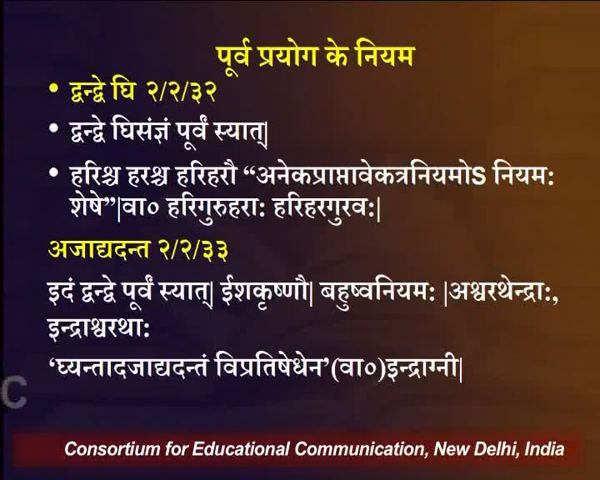 पूर्व प्रयोग के नियम
• द्वन्द्वे घि २/२/३२
• द्वन्द्वे घिसंज्ञं पूर्वं स्यात्|
• हरिश्च हरश्च हरिहरौ “अनेकप्राप्तावेकत्रनियमोS नियम:
शेषे”|वा० हरिगुरुहरा: हरिहरगुरव:|
अजाद्यदन्त २/२/३३
इदं द्वन्द्वे पूर्वं स्यात्| ईशकृष्णौ| बहुष्वनियम: |अश्वरथेन्द्रा:,
इन्द्राश्वरथा:
‘घ्यन्तादजाद्यदन्तं विप्रतिषेधेन’(वा०)इन्द्राग्नी|
C
Consortium for Educational Communication, New Delhi, India